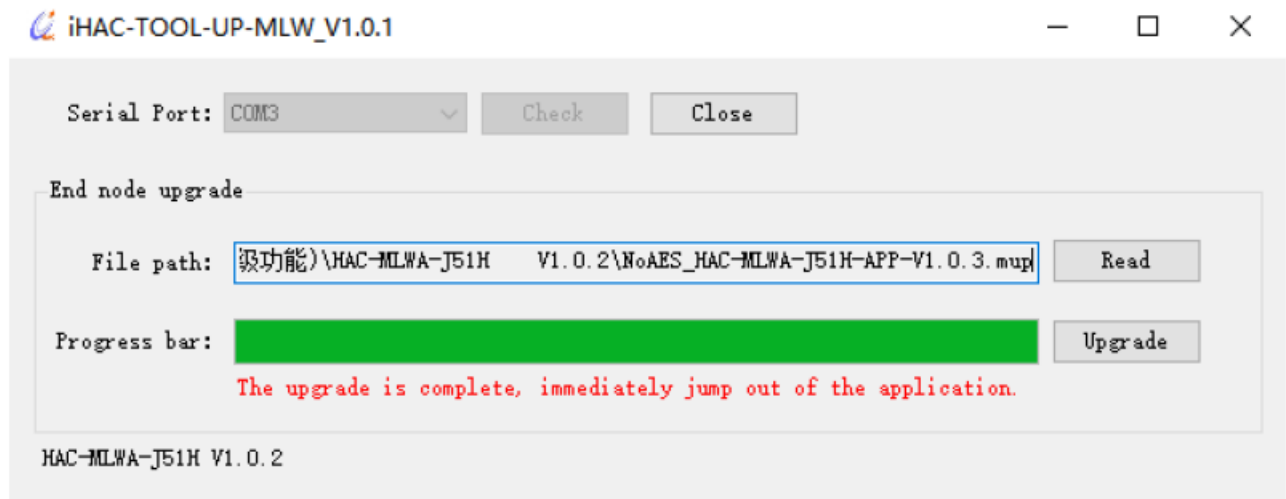 iHAC-TOOL-UP-MLW_V1.0.1
Serial Port: COM3 Check Close
End node upgrade
File path: 级功能)\HAC-MLWA-J51H    V1.0.2\NoAES_HAC-MLWA-J51H-APP-V1.0.3.mup Read
Progress bar: Upgrade
The upgrade is complete, immediately jump out of the application.
HAC-MLWA-J51H V1.0.2